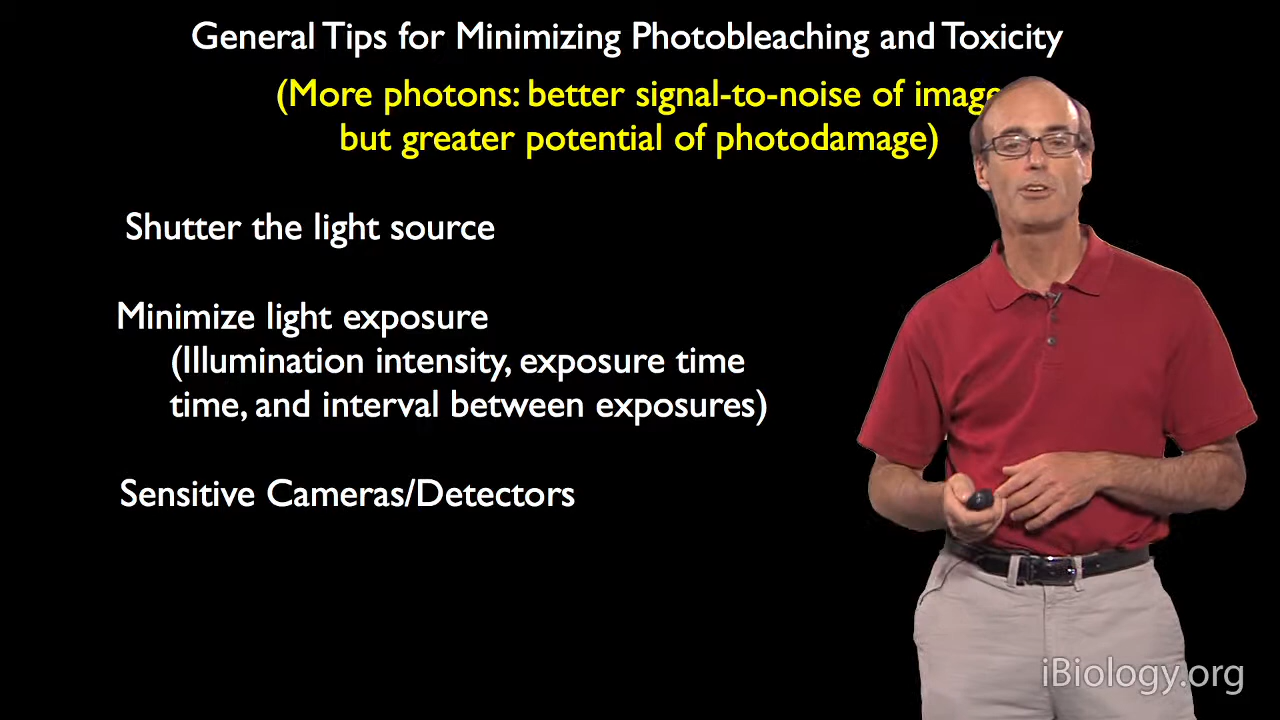 General Tips for Minimizing Photobleaching and Toxicity
(More photons: better signal-to-noise of image
but greater potential of photodamage)
Shutter the light source
Minimize light exposure
(Illumination intensity, exposure time
time, and interval between exposures)
Sensitive Cameras/Detectors
iBiology.org